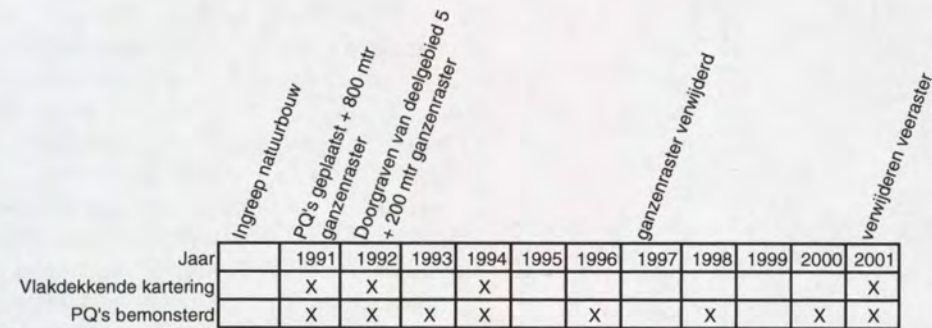 Ingreep natuurbouw
PQ's geplaatst + 800 mtr
ganzenraster
Doorgraven van deelgebied 5
+ 200 mtr ganzenraster
ganzenraster verwijderd
verwijderen veeraster
Jaar 1991 1992 1993 1994 1995 1996 1997 1998 1999 2000 2001
Vlakdekkende kartering X X X X
PQ's bemonsterd X X X X X X X X